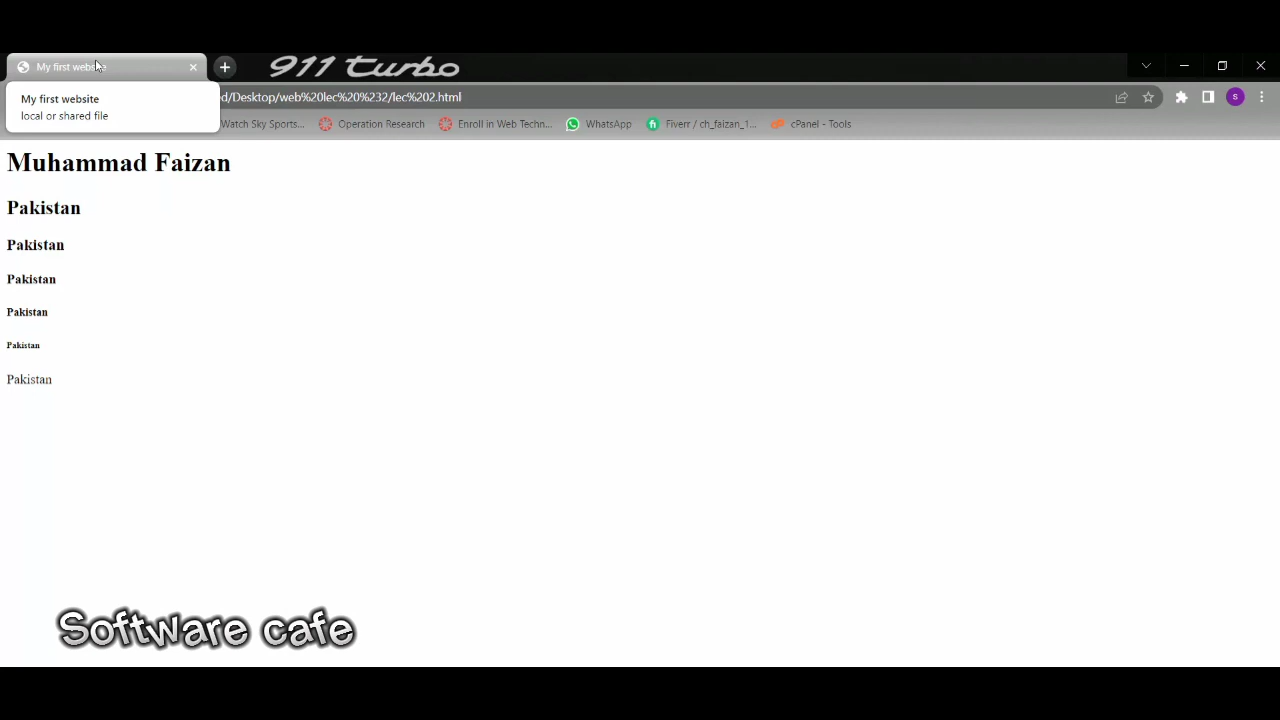 My first website
911 turbo
My first website
local or shared file
ed/Desktop/web%20lec%20%232/lec%202.html
Watch Sky Sports...
Operation Research
Enroll in Web Techn...
WhatsApp
Fiverr / ch_faizan_1...
cPanel - Tools
S
Muhammad Faizan
Pakistan
Pakistan
Pakistan
Pakistan
Pakistan
Pakistan
Software cafe